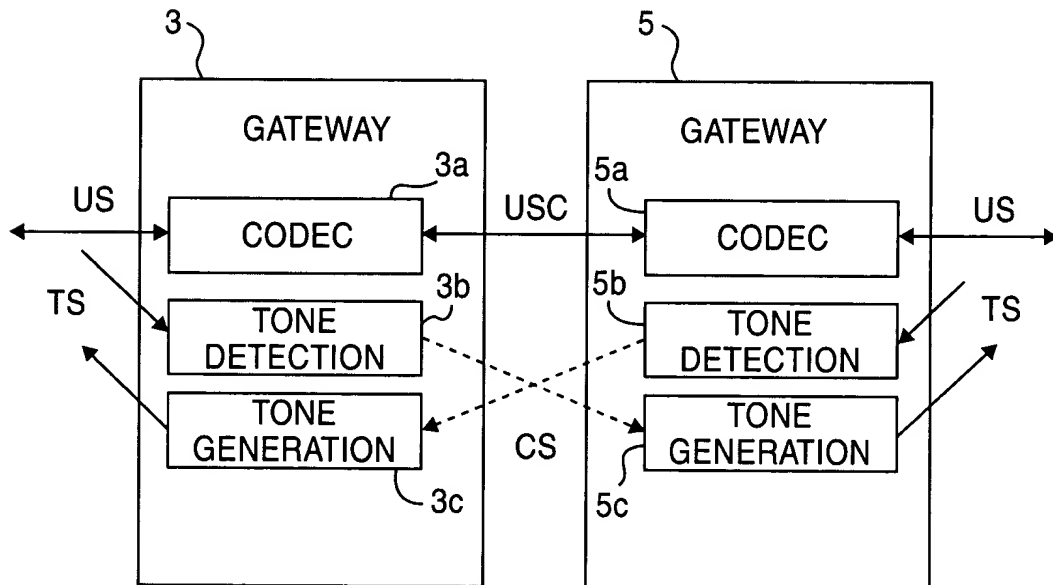 3
5
GATEWAY
GATEWAY
3a
5a
US
CODEC
USC
CODEC
US
3b
5b
TS
TONE
DETECTION
TONE
DETECTION
TS
TONE
GENERATION
CS
TONE
GENERATION
3c
5c